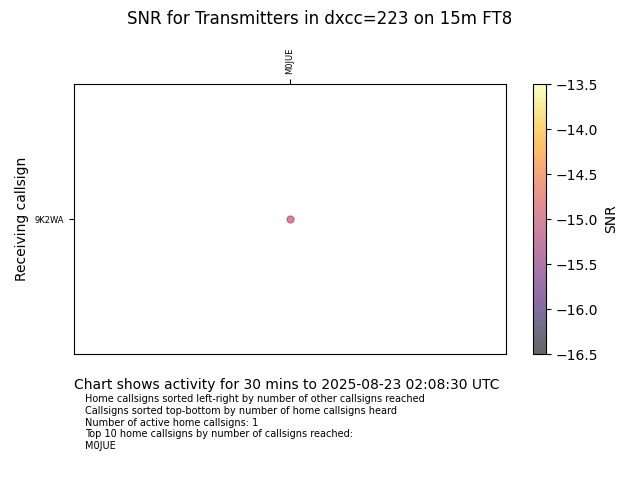 SNR for Transmitters in dxcc=223 on 15m FT8
M0JUE
Receiving callsign
9K2WA
−13.5
−14.0
−14.5
−15.0
−15.5
−16.0
−16.5
SNR
Chart shows activity for 30 mins to 2025-08-23 02:08:30 UTC
Home callsigns sorted left-right by number of other callsigns reached
Callsigns sorted top-bottom by number of home callsigns heard
Number of active home callsigns: 1
Top 10 home callsigns by number of callsigns reached:
M0JUE